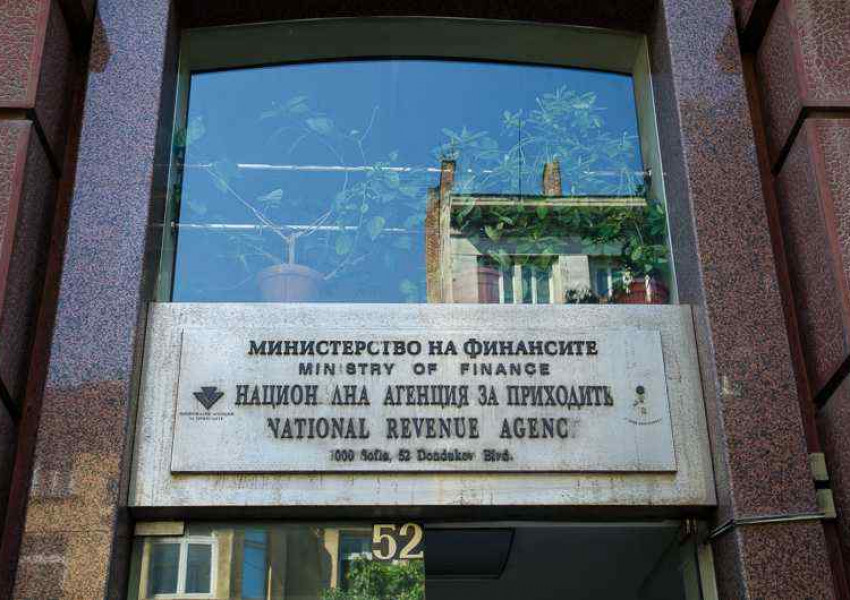 МИНИСТЕРСТВО НА ФИНАНСИТЕ
MINISTRY OF FINANCE
НАЦИОН ЛНА АГЕНЦИЯ ЗА ПРИХОДИТЬ
NATIONAL REVENUE AGENC
1000 Sofia, 52 Dondukov Blvd.
52